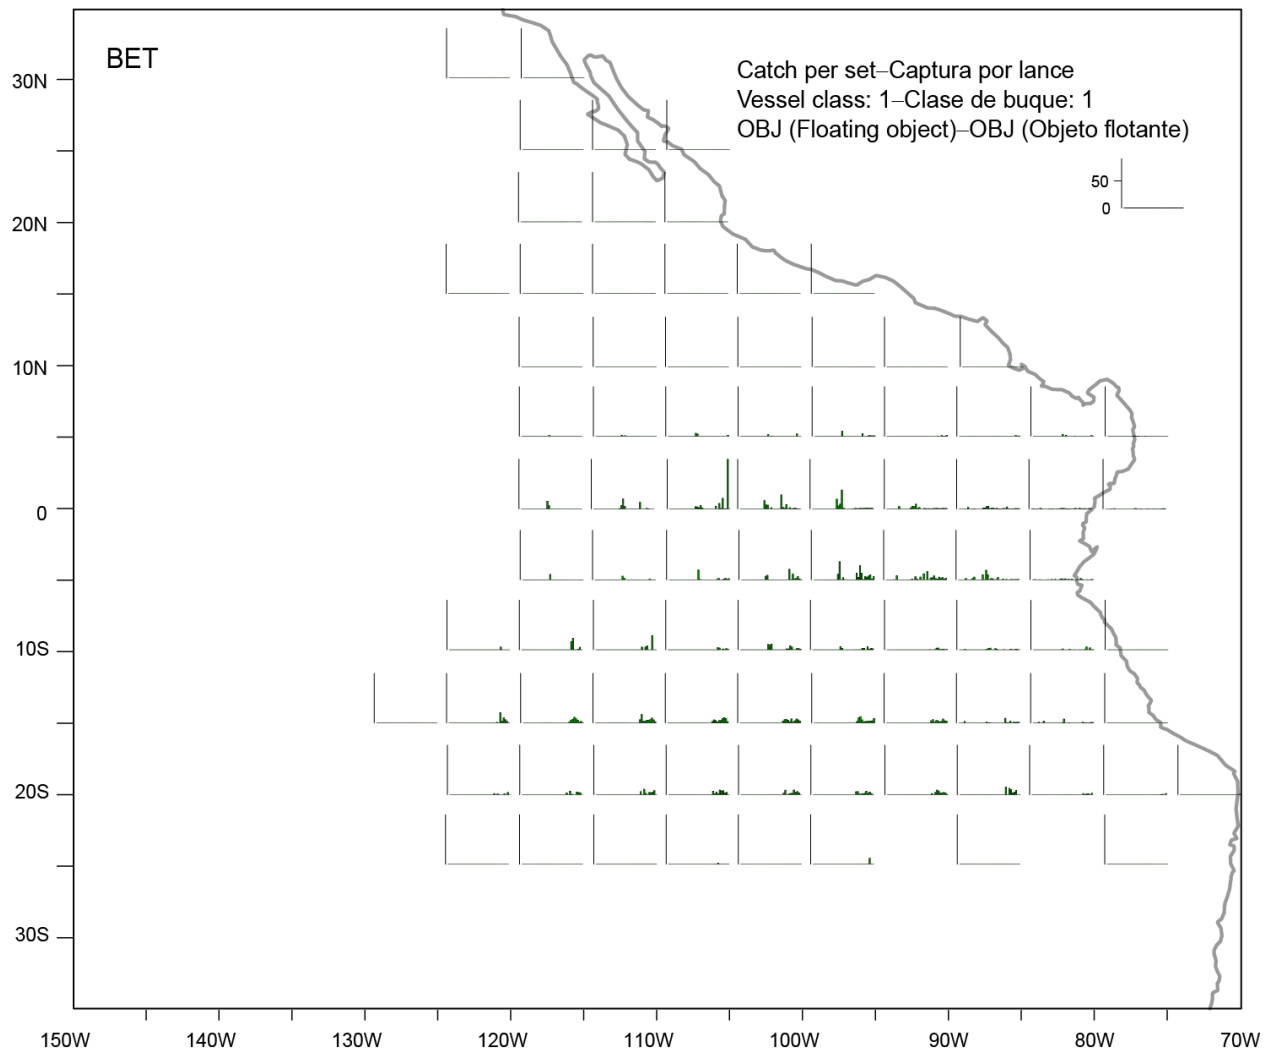 BET
Catch per set–Captura por lance
Vessel class: 1–Clase de buque: 1
OBJ (Floating object)–OBJ (Objeto flotante)
50
0
30N
20N
10N
0
10S
20S
30S
150W 140W 130W 120W 110W 100W 90W 80W 70W